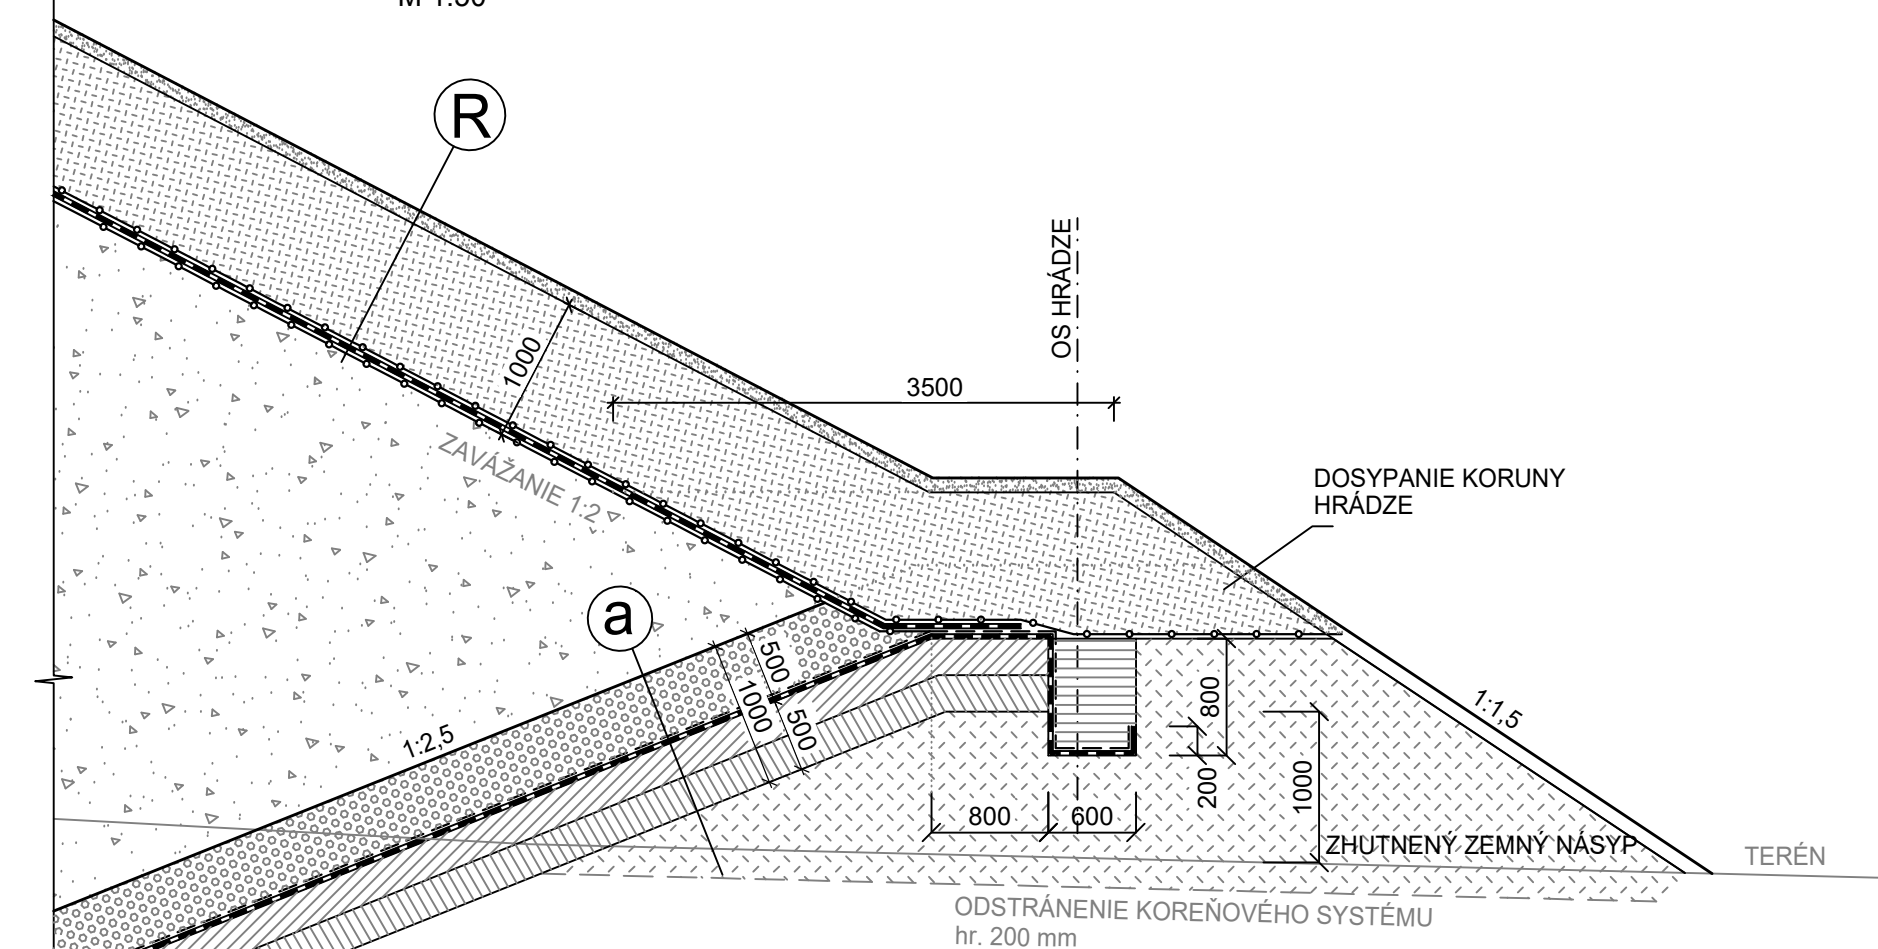 R
OS HRÁDZE
1000
3500
ZAVÁŽANIE 1:2
DOSYPANIE KORUNY
HRÁDZE
a
500
1000
500
1:2,5
800
200
1000
800
600
1:1,5
ZHUTNENÝ ZEMNÝ NÁSYP
TERÉN
ODSTRÁNENIE KOREŇOVÉHO SYSTÉMU
hr. 200 mm